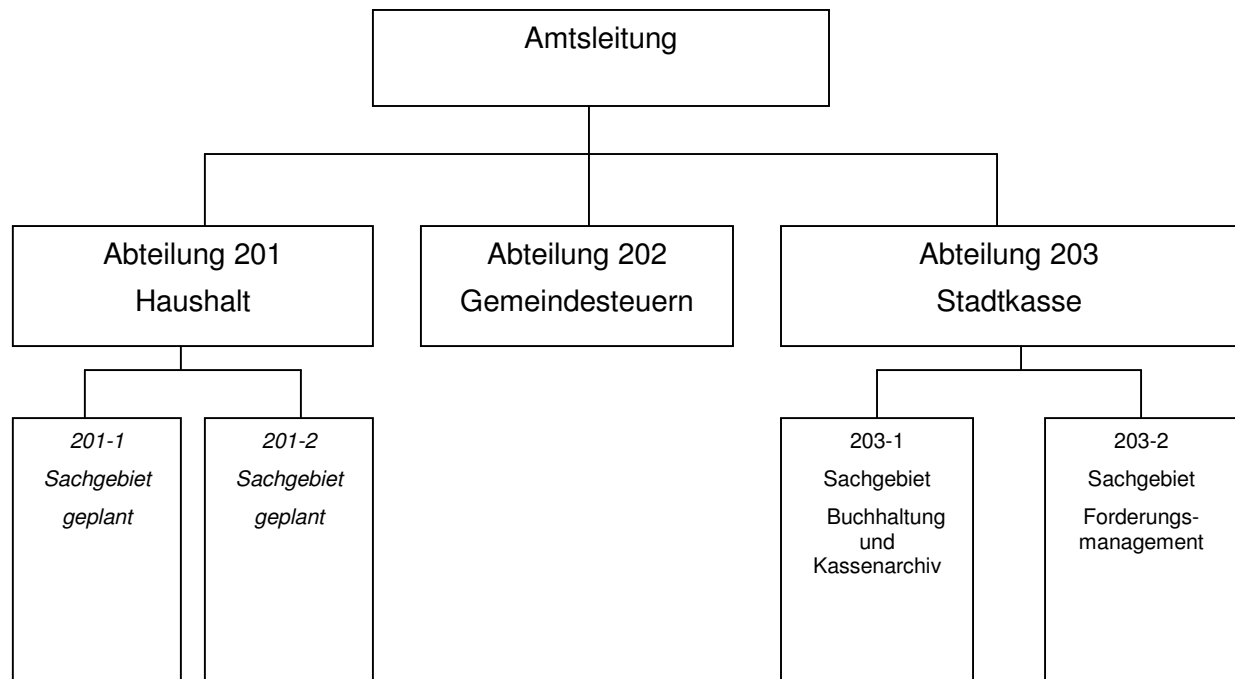 Amtsleitung
Abteilung 201
Haushalt
Abteilung 202
Gemeindesteuern
Abteilung 203
Stadtkasse
201-1
Sachgebiet
geplant
201-2
Sachgebiet
geplant
203-1
Sachgebiet
Buchhaltung
und
Kassenarchiv
203-2
Sachgebiet
Forderungs-
management